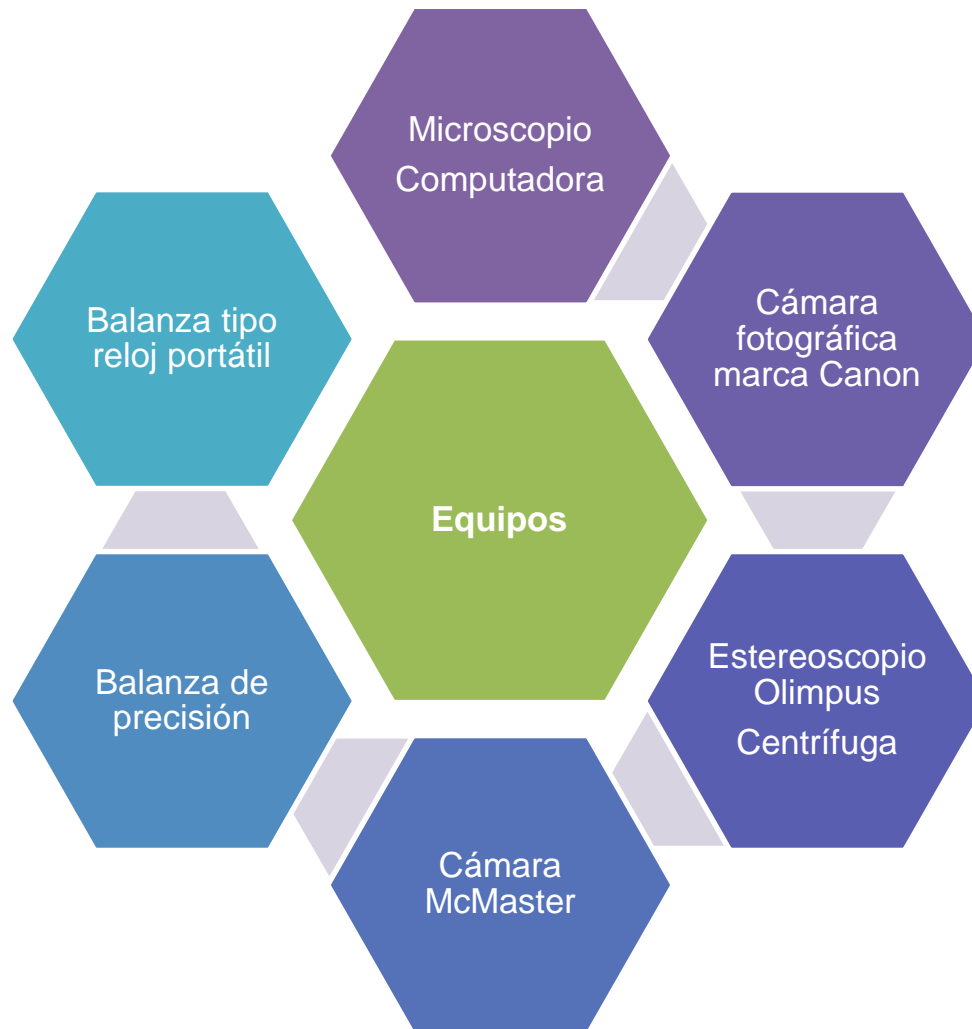 Microscopio
Computadora
Cámara
fotográfica
marca Canon
Estereoscopio
Olimpus
Centrífuga
Cámara
McMaster
Balanza de
precisión
Balanza tipo
reloj portátil
Equipos